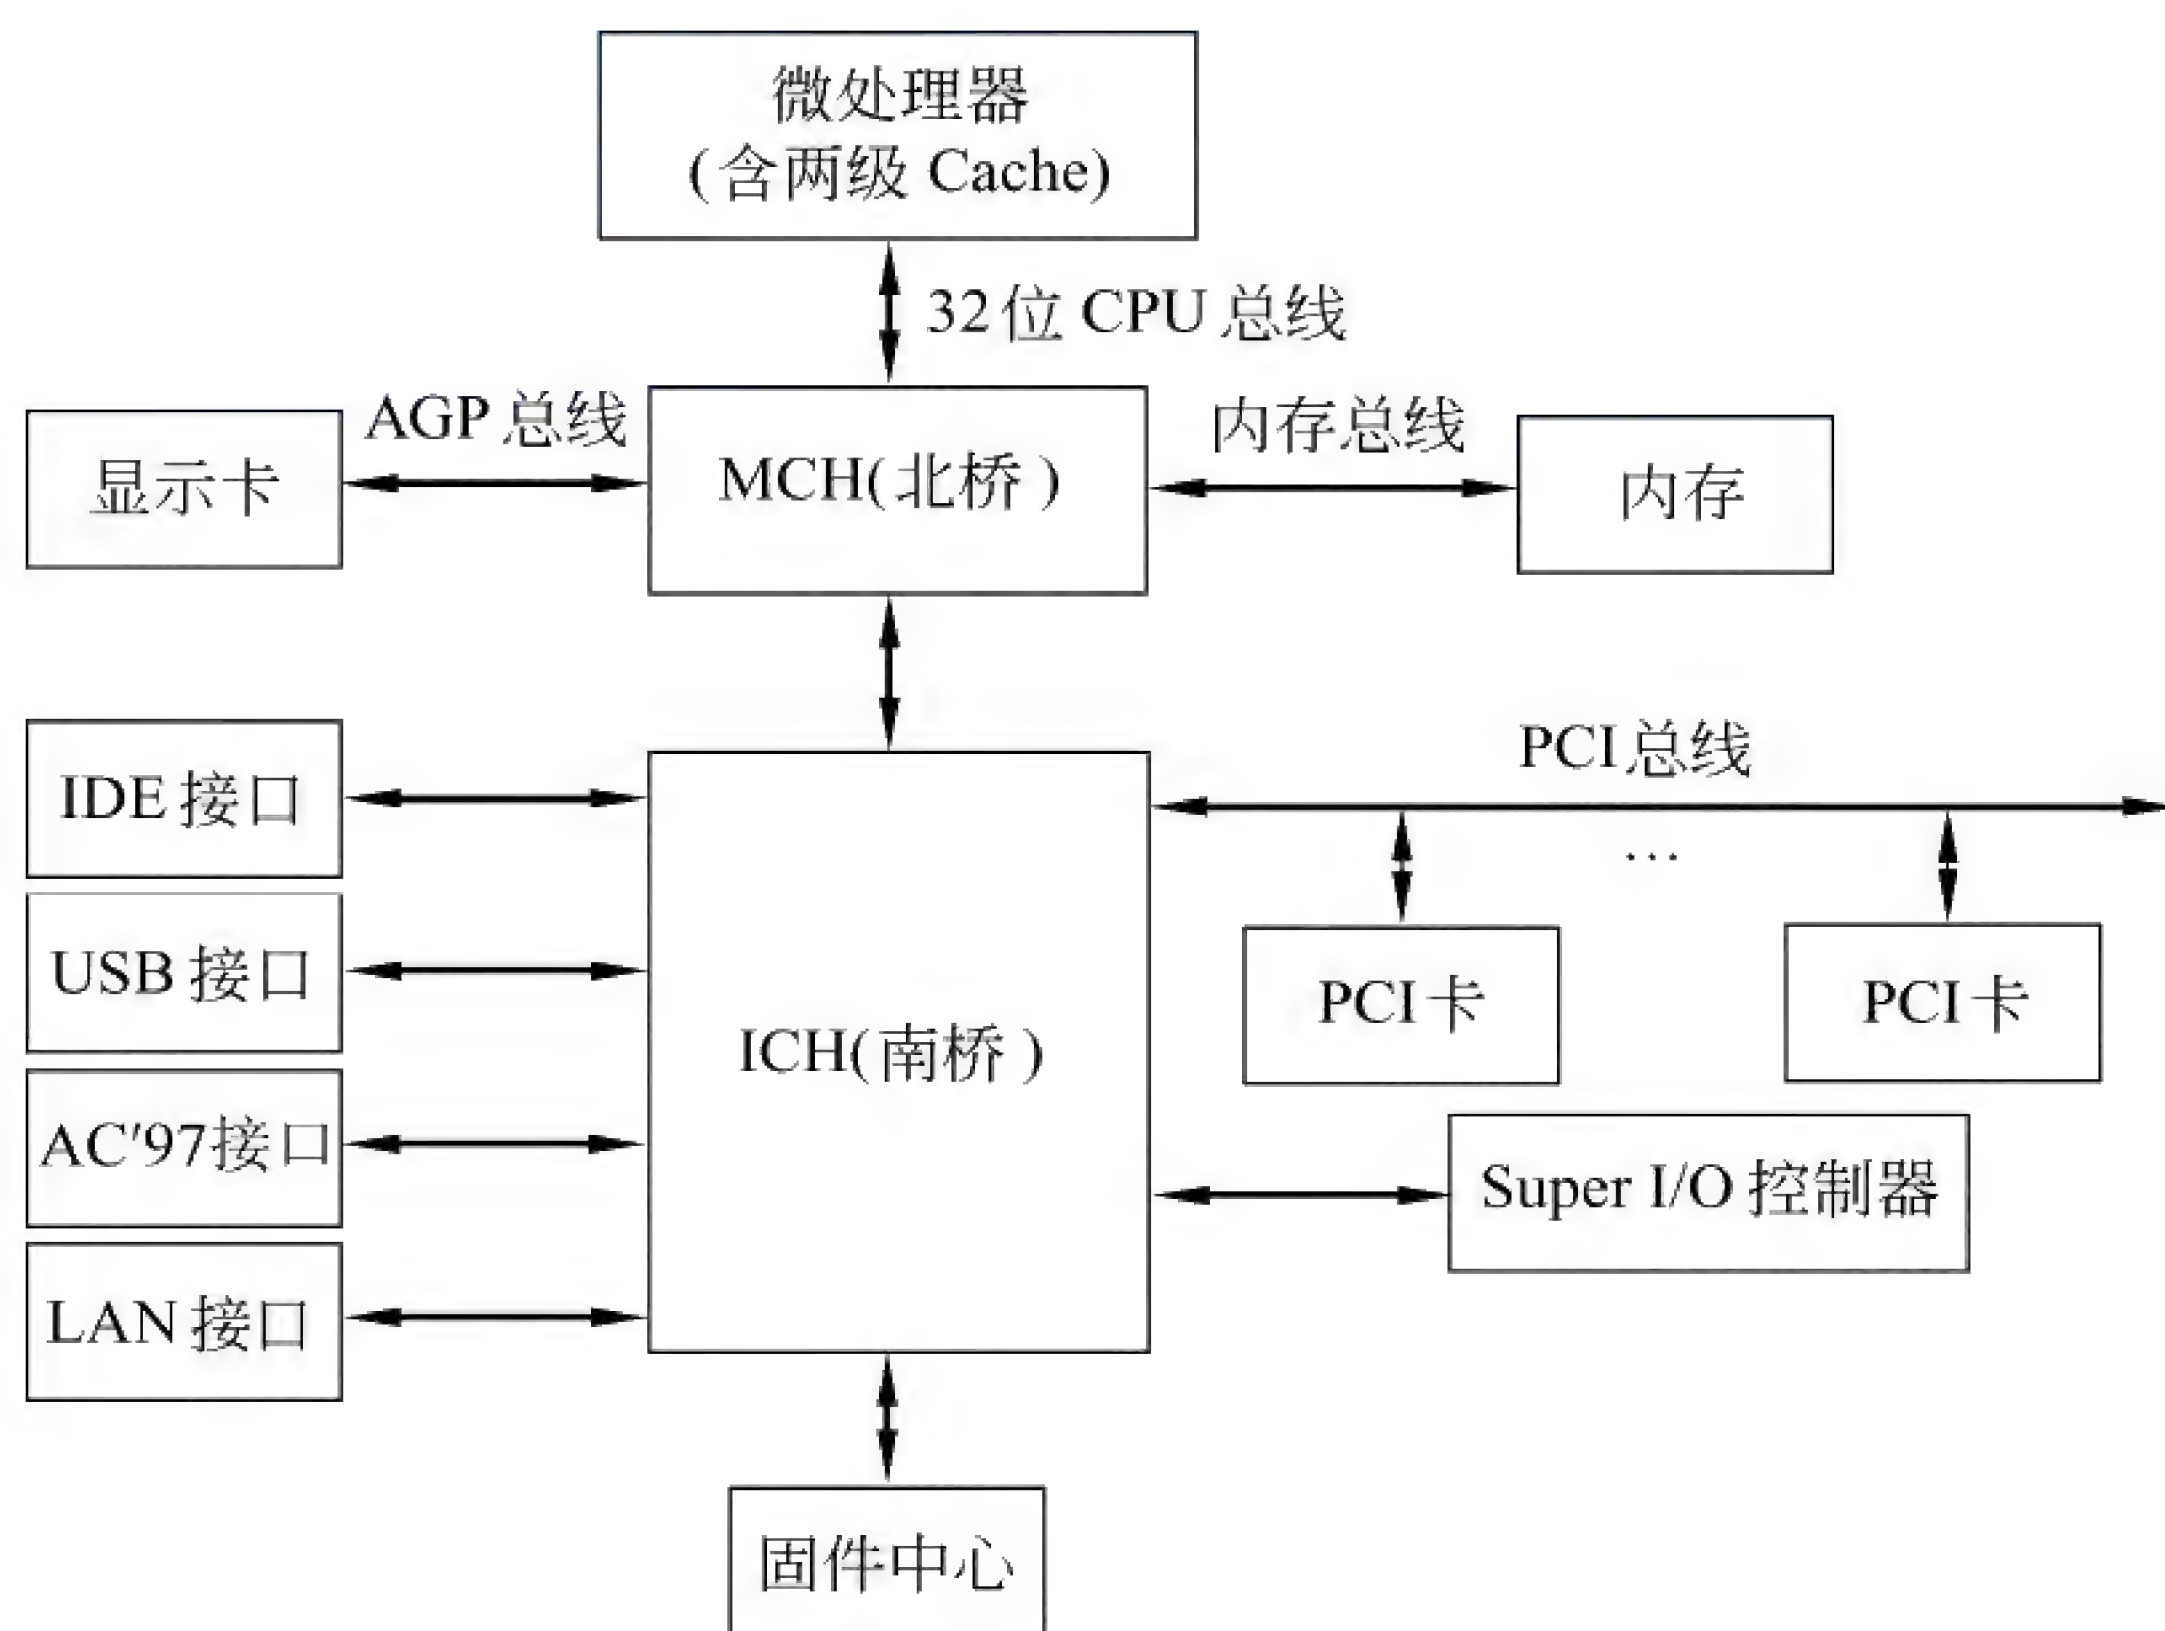 微处理器
(含两级 Cache)
32位 CPU 总线
AGP 总线
内存总线
显示卡
MCH(北桥)
内存
PCI总线
IDE 接口
…
USB 接口
PCI卡
PCI卡
ICH(南桥)
AC'97接口
Super I/O 控制器
LAN 接口
固件中心